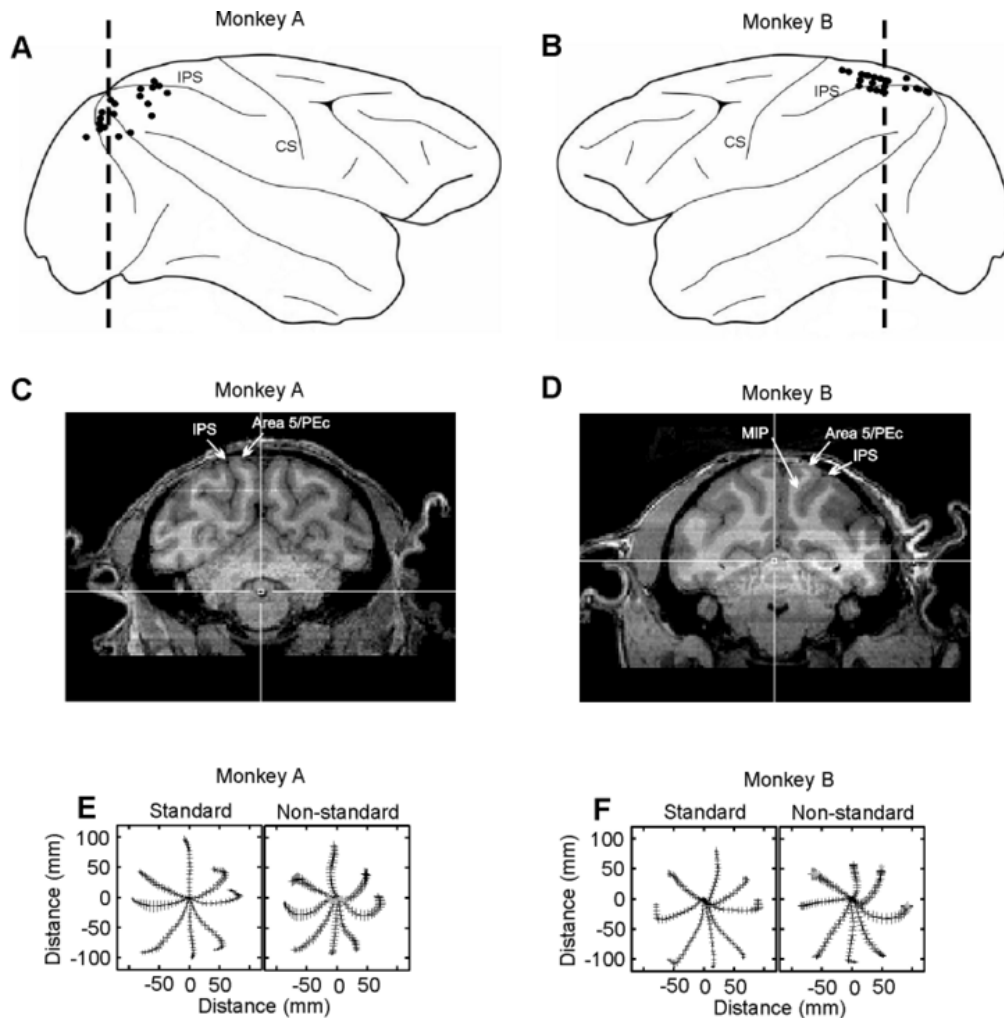 Monkey A
Monkey B
A
B
IPS
CS
IPS
CS
Monkey A
Monkey B
C
D
IPS
Area 5/PEc
MIP
Area 5/PEc
IPS
Monkey A
Monkey B
E
Standard
Non-standard
F
Standard
Non-standard
Distance (mm)
100
50
0
-50
-100
-50
0
50
-50
0
50
Distance (mm)
Distance (mm)
100
50
0
-50
-100
-50
0
50
-50
0
50
Distance (mm)